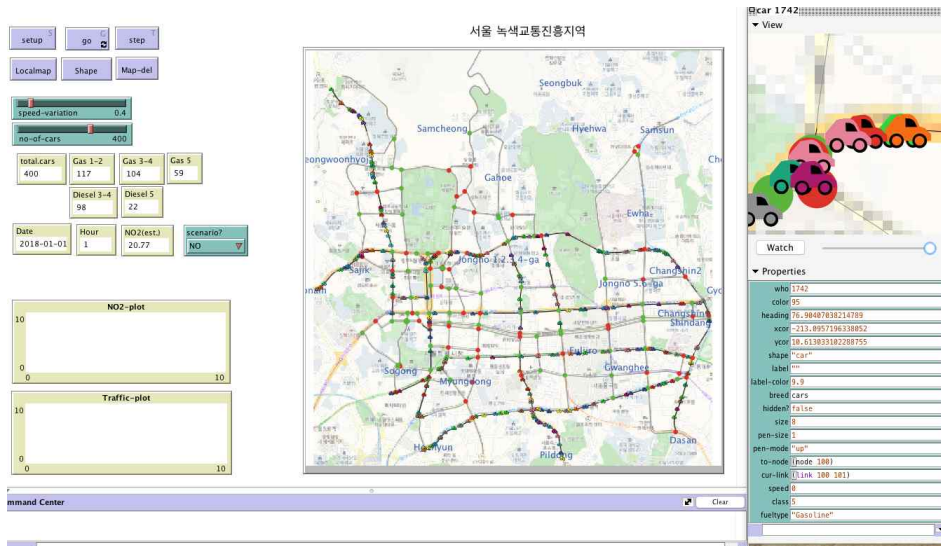 setup
S
go
G
step
T
Localmap
Shape
Map-del
speed-variation 0.4
no-of-cars 400
total.cars
400
Gas 1-2
117
Gas 3-4
104
Gas 5
59
Diesel 3-4
98
Diesel 5
22
Date
2018-01-01
Hour
1
NO2(est.)
20.77
scenario?
NO
NO2-plot
10
0
0
10
Traffic-plot
10
0
0
10
서울 녹색교통진흥지역
Seongbuk
Samcheong
Hyehwa
Samsun
eongwoonhyo
Gahoe
Ch
Ewha
Jongno 1.2.3.4-ga
Sajik
Changshin2
Jongno 5.6-ga
Changshin
Shindang
Euljiro
Sogong
Myungdong
Gwanghee
Hoehyun
Pildong
Dasan
mmand Center
Clear
car 1742
View
Watch
Properties
who 1742
color 95
heading 76.90407038214789
xcor -213.0957196338052
ycor 10.613033102288755
shape "car"
label ""
label-color 9.9
breed cars
hidden? false
size 8
pen-size 1
pen-mode "up"
to-node (node 100)
cur-link (link 100 101)
speed 0
class 5
fueltype "Gasoline"